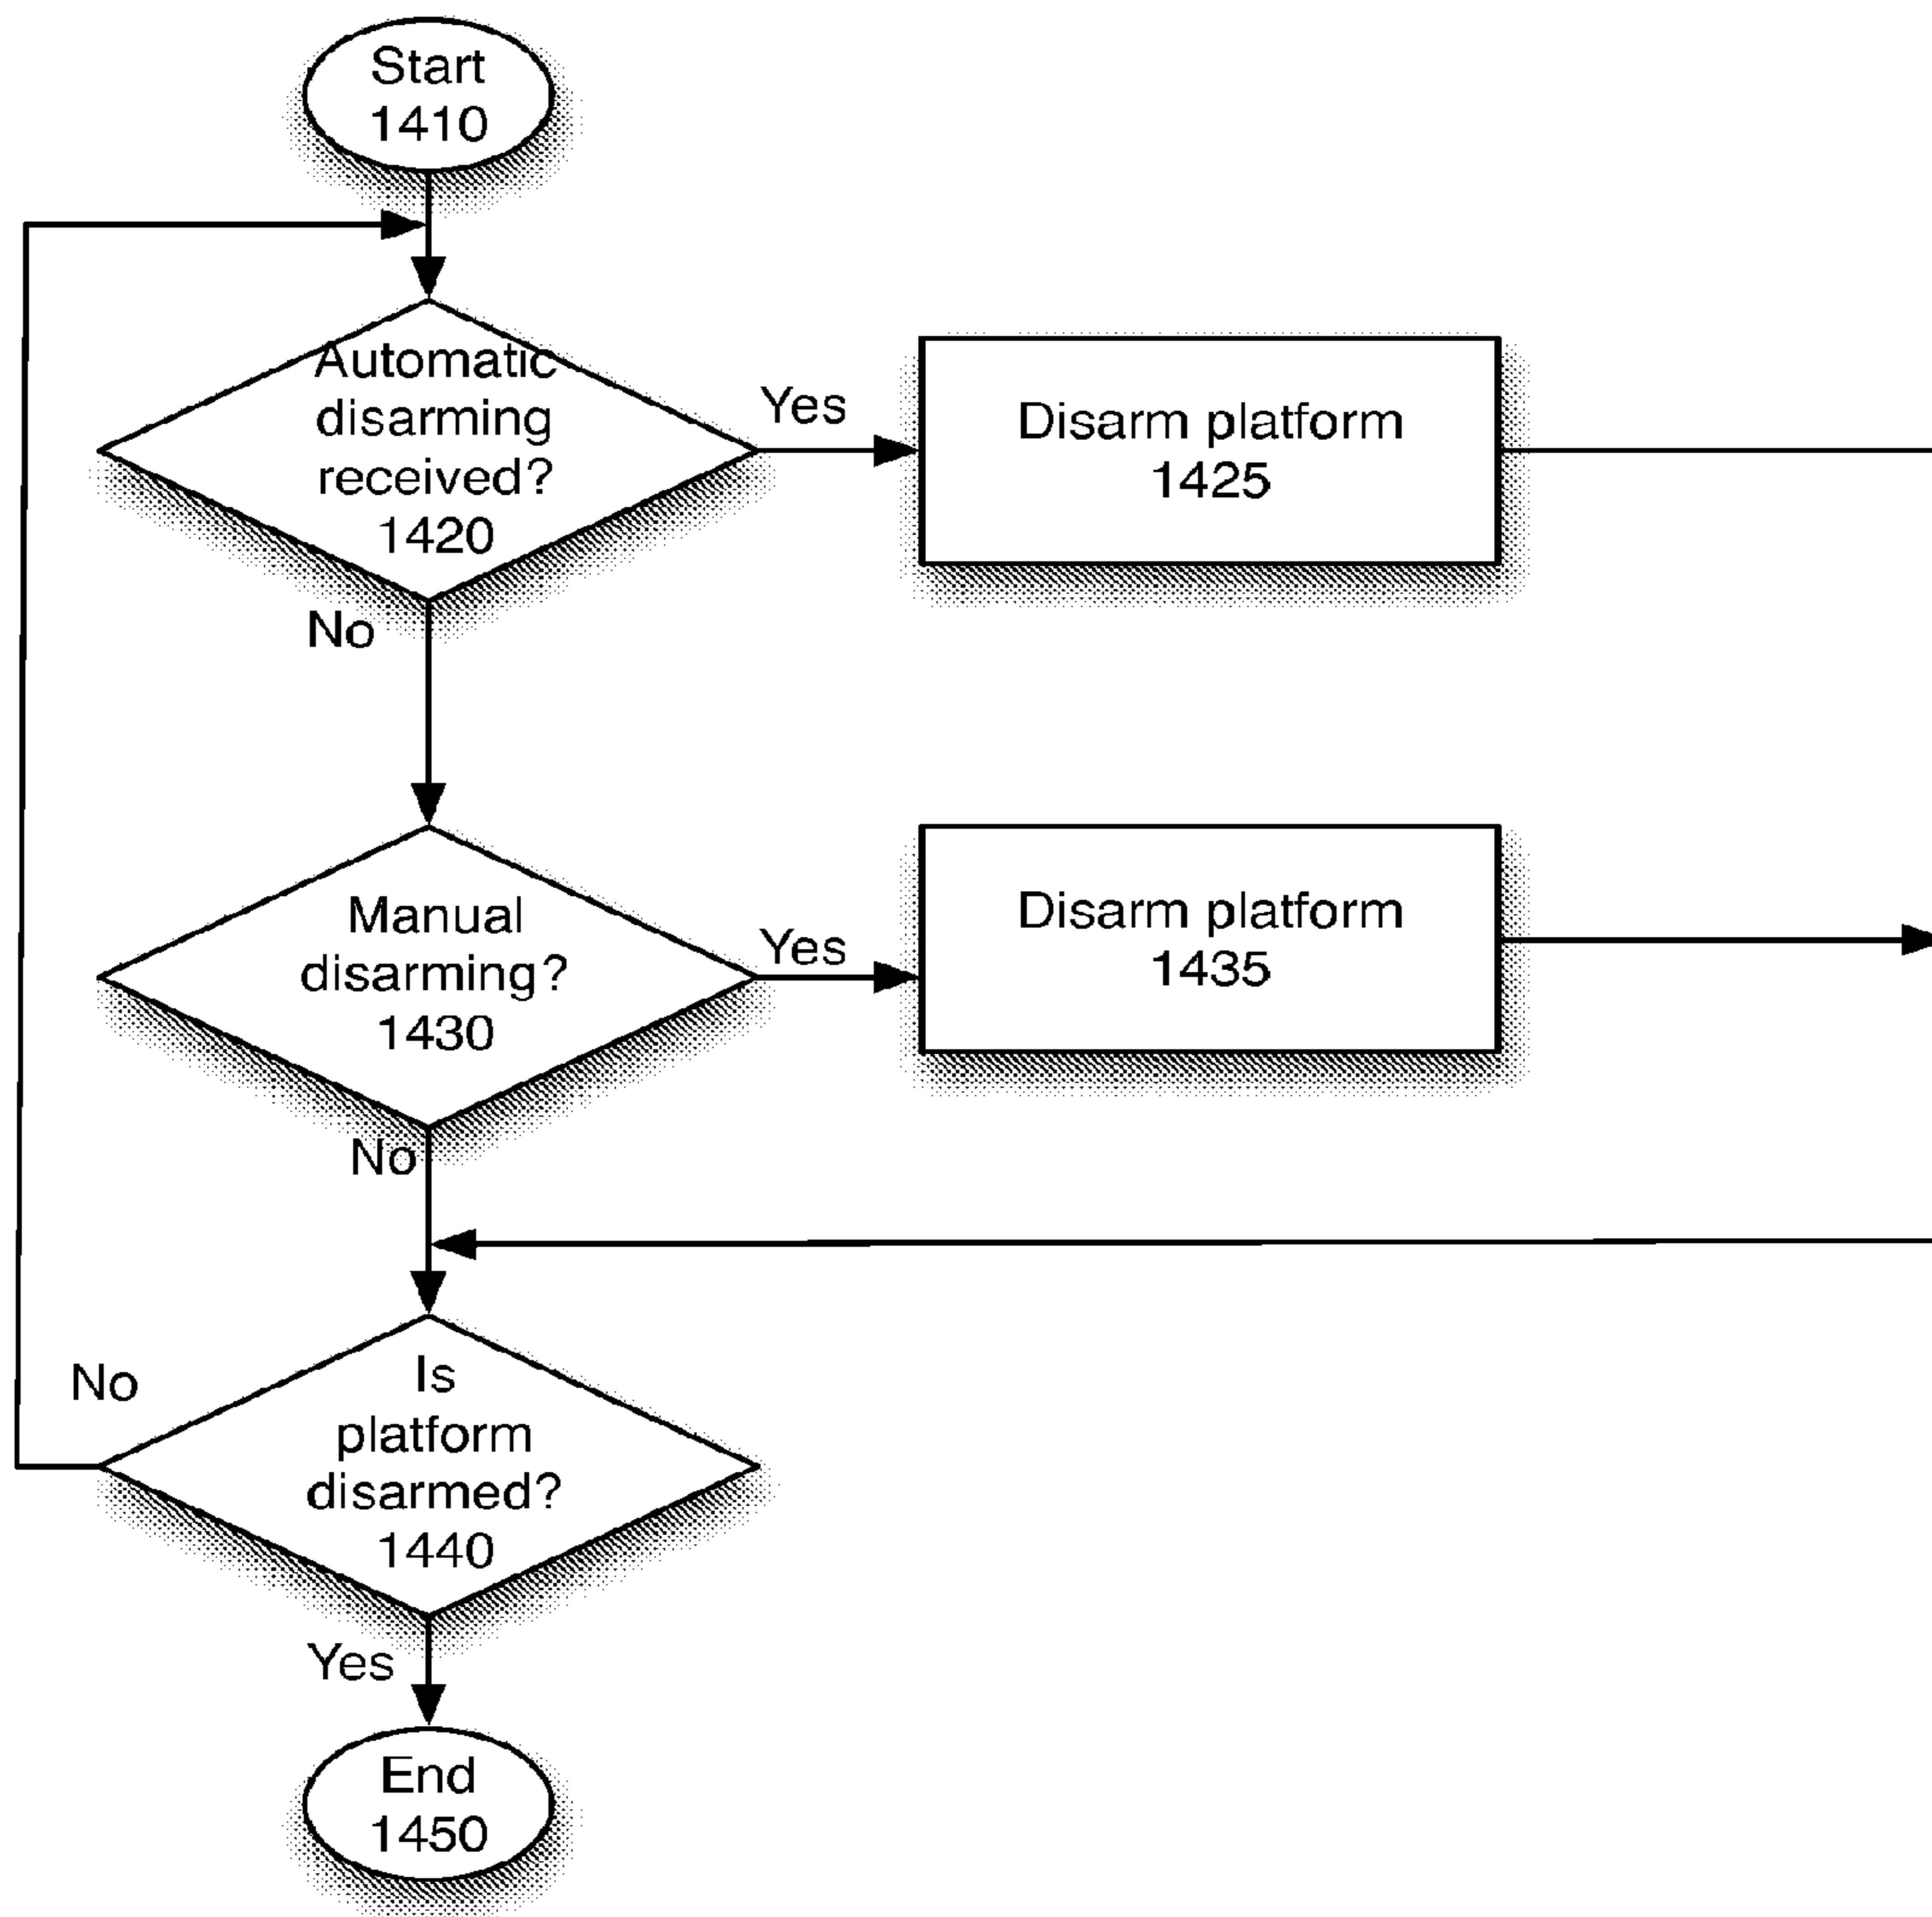 Start
1410
Automatic
disarming
received?
1420
Yes
Disarm platform
1425
No
Manual
disarming?
1430
Yes
Disarm platform
1435
No
Is
platform
disarmed?
1440
No
Yes
End
1450